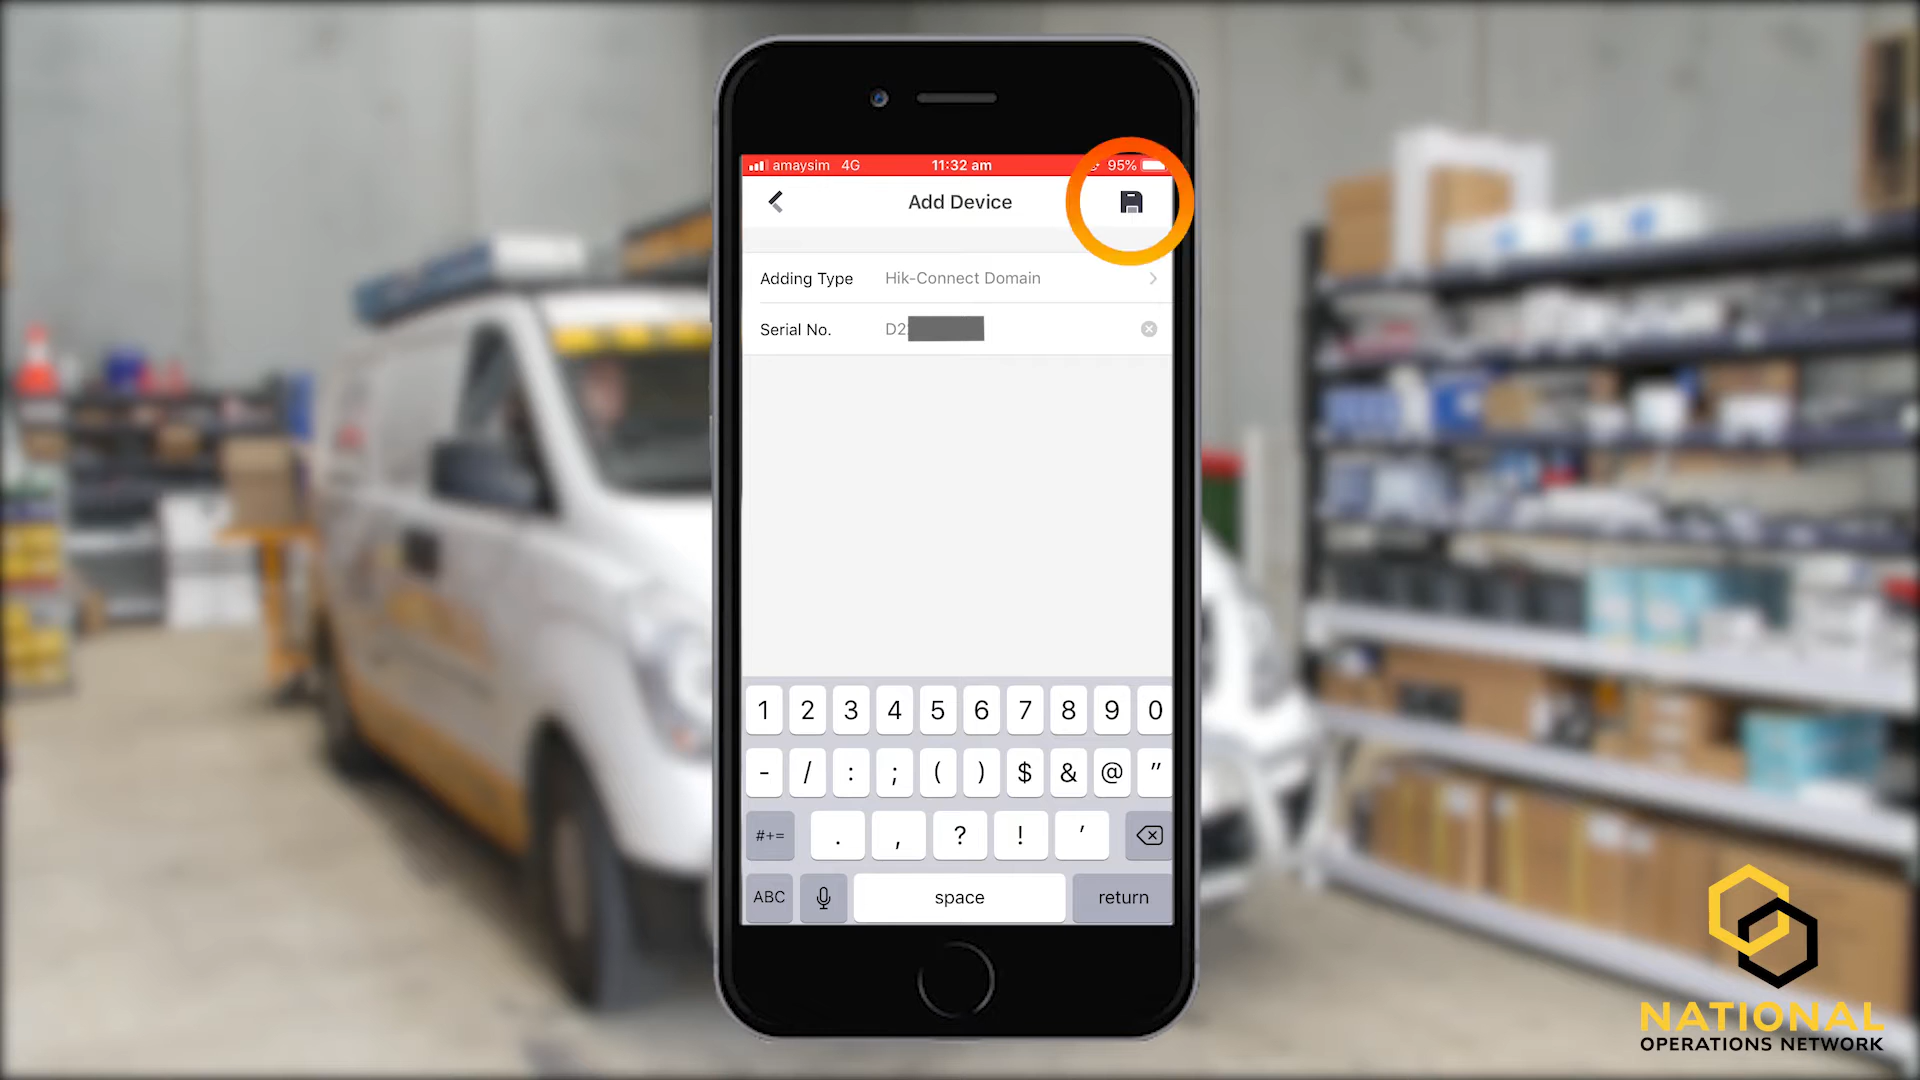 amaysim 4G 11:32 am 95%
Add Device
Adding Type Hik-Connect Domain
Serial No. D2
1 2 3 4 5 6 7 8 9 0
- / : ; ( ) $ & @ "
#+= . , ? ! '
ABC space return
NATIONAL
OPERATIONS NETWORK